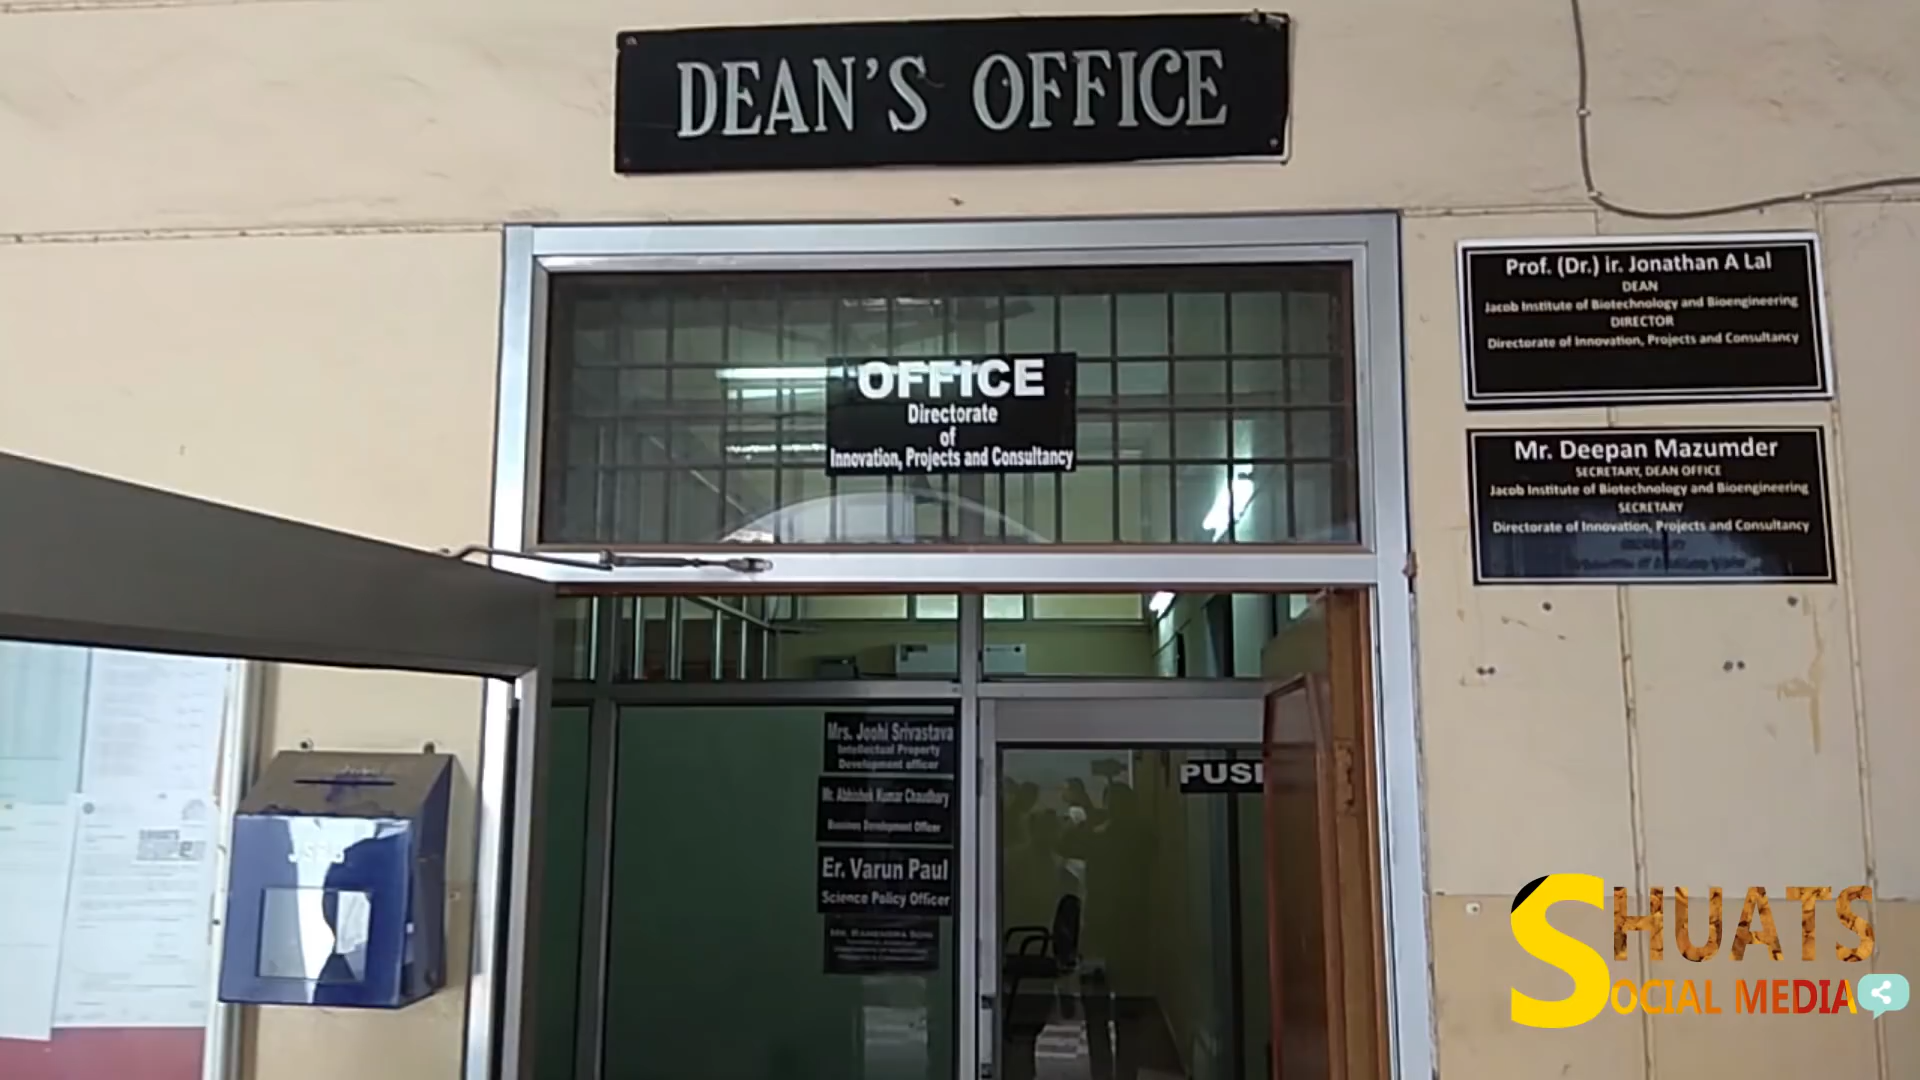 DEAN'S OFFICE
OFFICE
Directorate
of
Innovation, Projects and Consultancy
Prof. (Dr.) ir. Jonathan A Lal
DEAN
Jacob Institute of Biotechnology and Bioengineering
DIRECTOR
Directorate of Innovation, Projects and Consultancy
Mr. Deepan Mazumder
SECRETARY, DEAN OFFICE
Jacob Institute of Biotechnology and Bioengineering
SECRETARY
Directorate of Innovation, Projects and Consultancy
Mrs. Joohi Srivastava
Intellectual Property
Development officer
Mr. Abhishek Kumar Chaudhary
Bussines Development Officer
Er. Varun Paul
Science Policy Officer
PUS
SHUATS
SOCIAL MEDIA